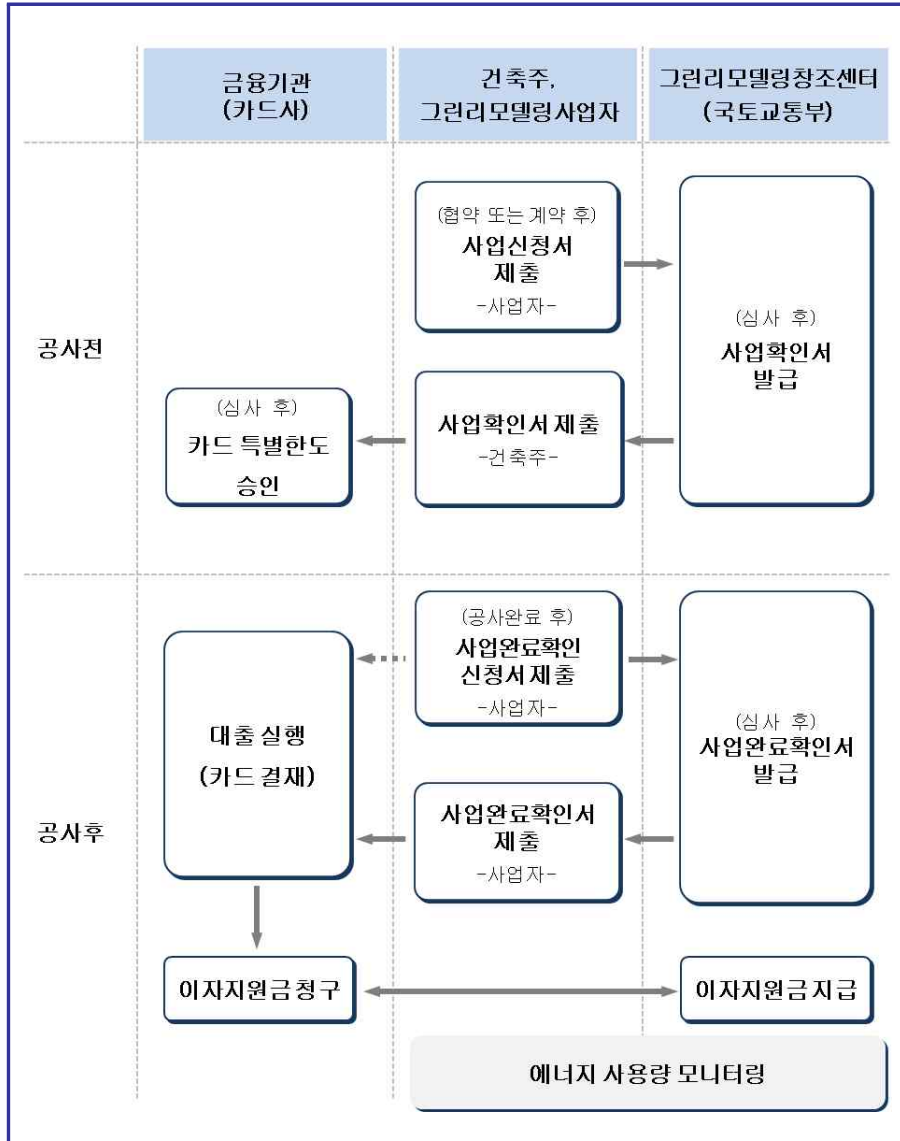 금융기관
(카드사)
건축주,
그린리모델링사업자
그린리모델링창조센터
(국토교통부)
공사전
(협약 또는 계약 후)
사업신청서
제출
-사업자-
(심사 후)
사업확인서
발급
사업확인서 제출
-건축주-
(심사 후)
카드 특별한도
승인
공사후
(공사완료 후)
사업완료확인
신청서 제출
-사업자-
(심사 후)
사업완료확인서
발급
대출 실행
(카드 결재)
사업완료확인서
제출
-사업자-
이자지원금 청구
이자지원금 지급
에너지 사용량 모니터링